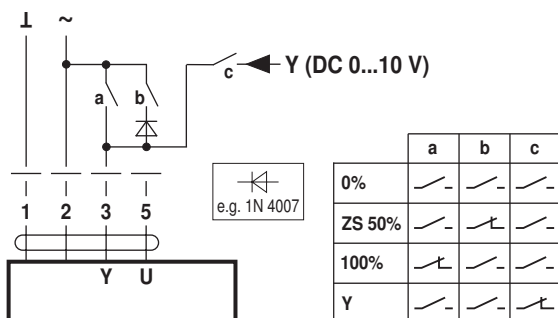 ⊥ ~
a b c Y (DC 0...10 V)
1 2 3 5
Y U
e.g. 1N 4007
a b c
0%
ZS 50%
100%
Y